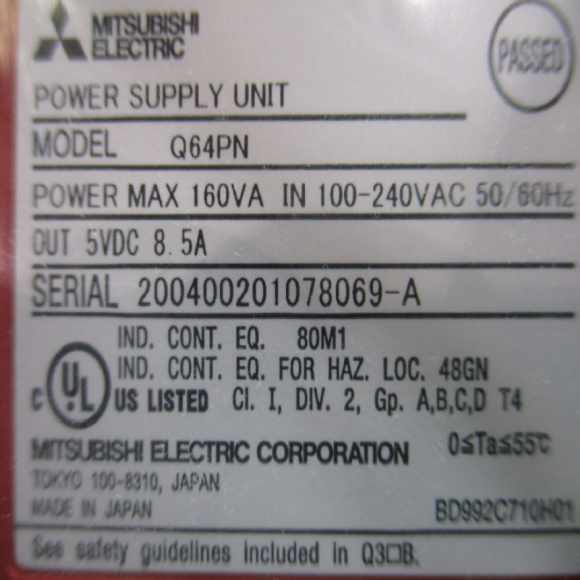 MITSUBISHI
ELECTRIC
PASSED
POWER SUPPLY UNIT
MODEL Q64PN
POWER MAX 160VA IN 100-240VAC 50/60Hz
OUT 5VDC 8.5A
SERIAL 200400201078069-A
IND. CONT. EQ. 80M1
IND. CONT. EQ. FOR HAZ. LOC. 48GN
C UL US LISTED Cl. I, DIV. 2, Gp. A,B,C,D T4
MITSUBISHI ELECTRIC CORPORATION 0≤Ta≤55℃
TOKYO 100-8310, JAPAN
MADE IN JAPAN BD992C710H01
See safety guidelines included in Q3□B.